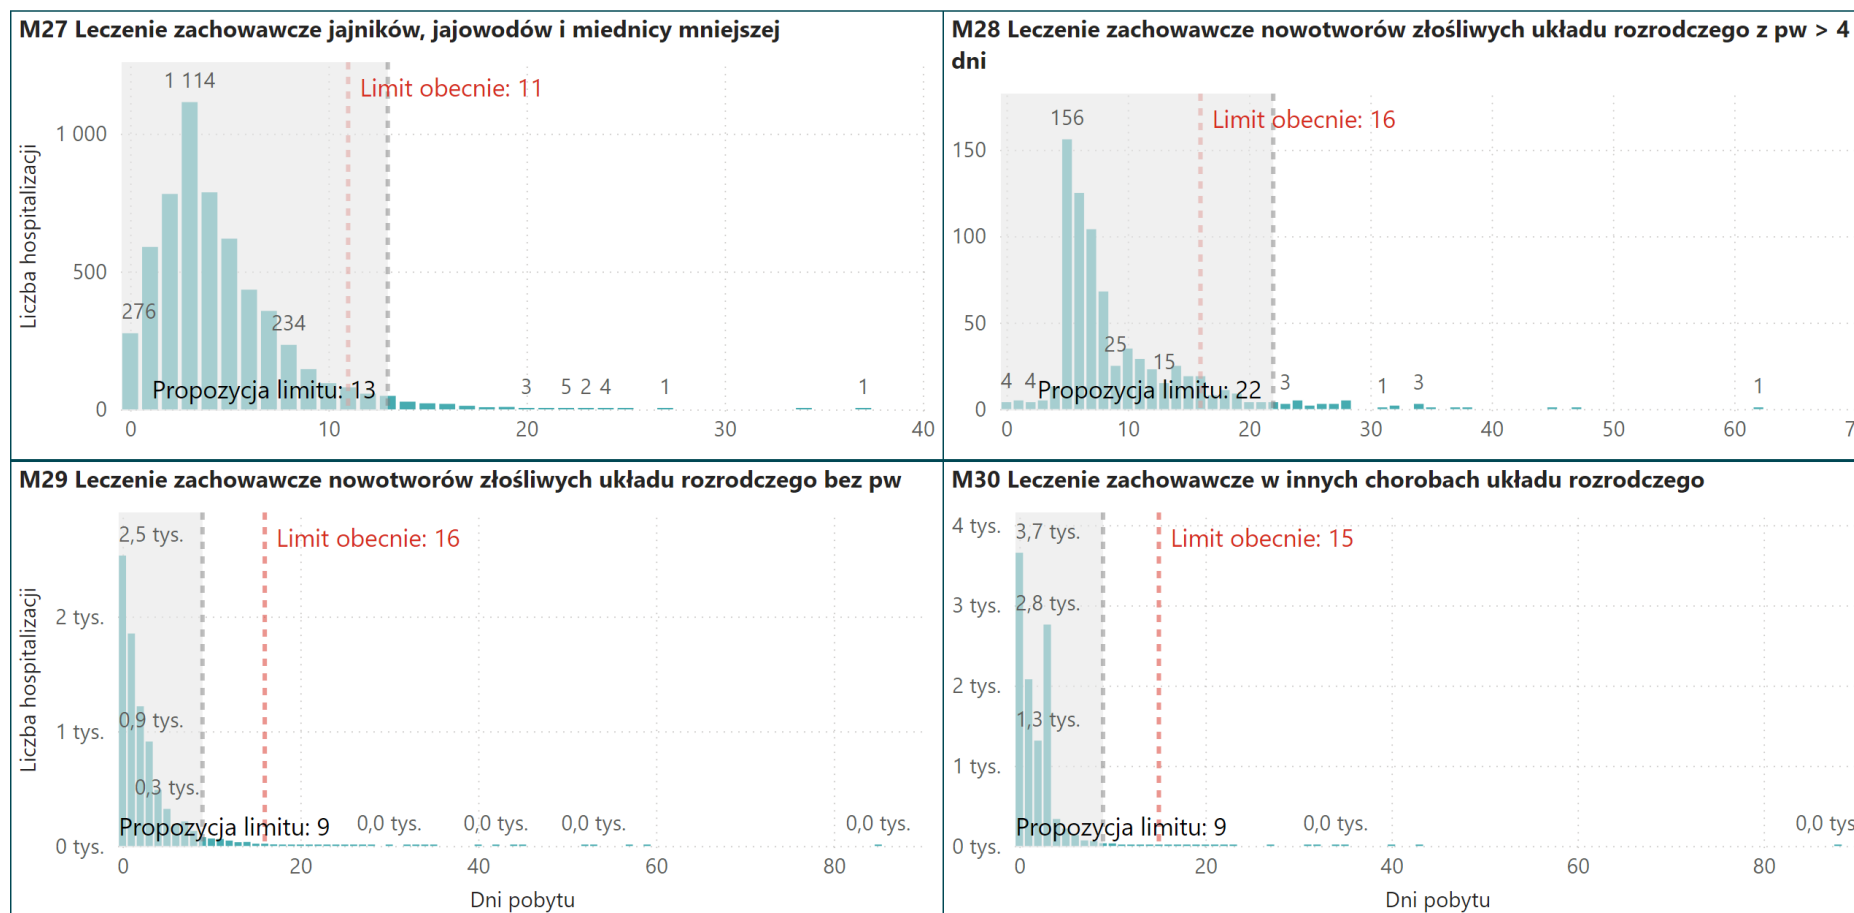 M27 Leczenie zachowawcze jajników, jajowodów i miednicy mniejszej
Liczba hospitalizacji
1 000
500
0
1 114
276
234
3
5
2
4
1
1
Limit obecnie: 11
Propozycja limitu: 13
0
10
20
30
40
M28 Leczenie zachowawcze nowotworów złośliwych układu rozrodczego z pw > 4
dni
150
100
50
0
156
4
4
25
15
3
1
3
1
Limit obecnie: 16
Propozycja limitu: 22
0
10
20
30
40
50
60
7
M29 Leczenie zachowawcze nowotworów złośliwych układu rozrodczego bez pw
Liczba hospitalizacji
2 tys.
1 tys.
0 tys.
2,5 tys.
0,9 tys.
0,3 tys.
0,0 tys.
0,0 tys.
0,0 tys.
0,0 tys.
Limit obecnie: 16
Propozycja limitu: 9
0
20
40
60
80
Dni pobytu
M30 Leczenie zachowawcze w innych chorobach układu rozrodczego
4 tys.
3 tys.
2 tys.
1 tys.
0 tys.
3,7 tys.
2,8 tys.
1,3 tys.
0,0 tys.
0,0 tys
Limit obecnie: 15
Propozycja limitu: 9
0
20
40
60
80
Dni pobytu